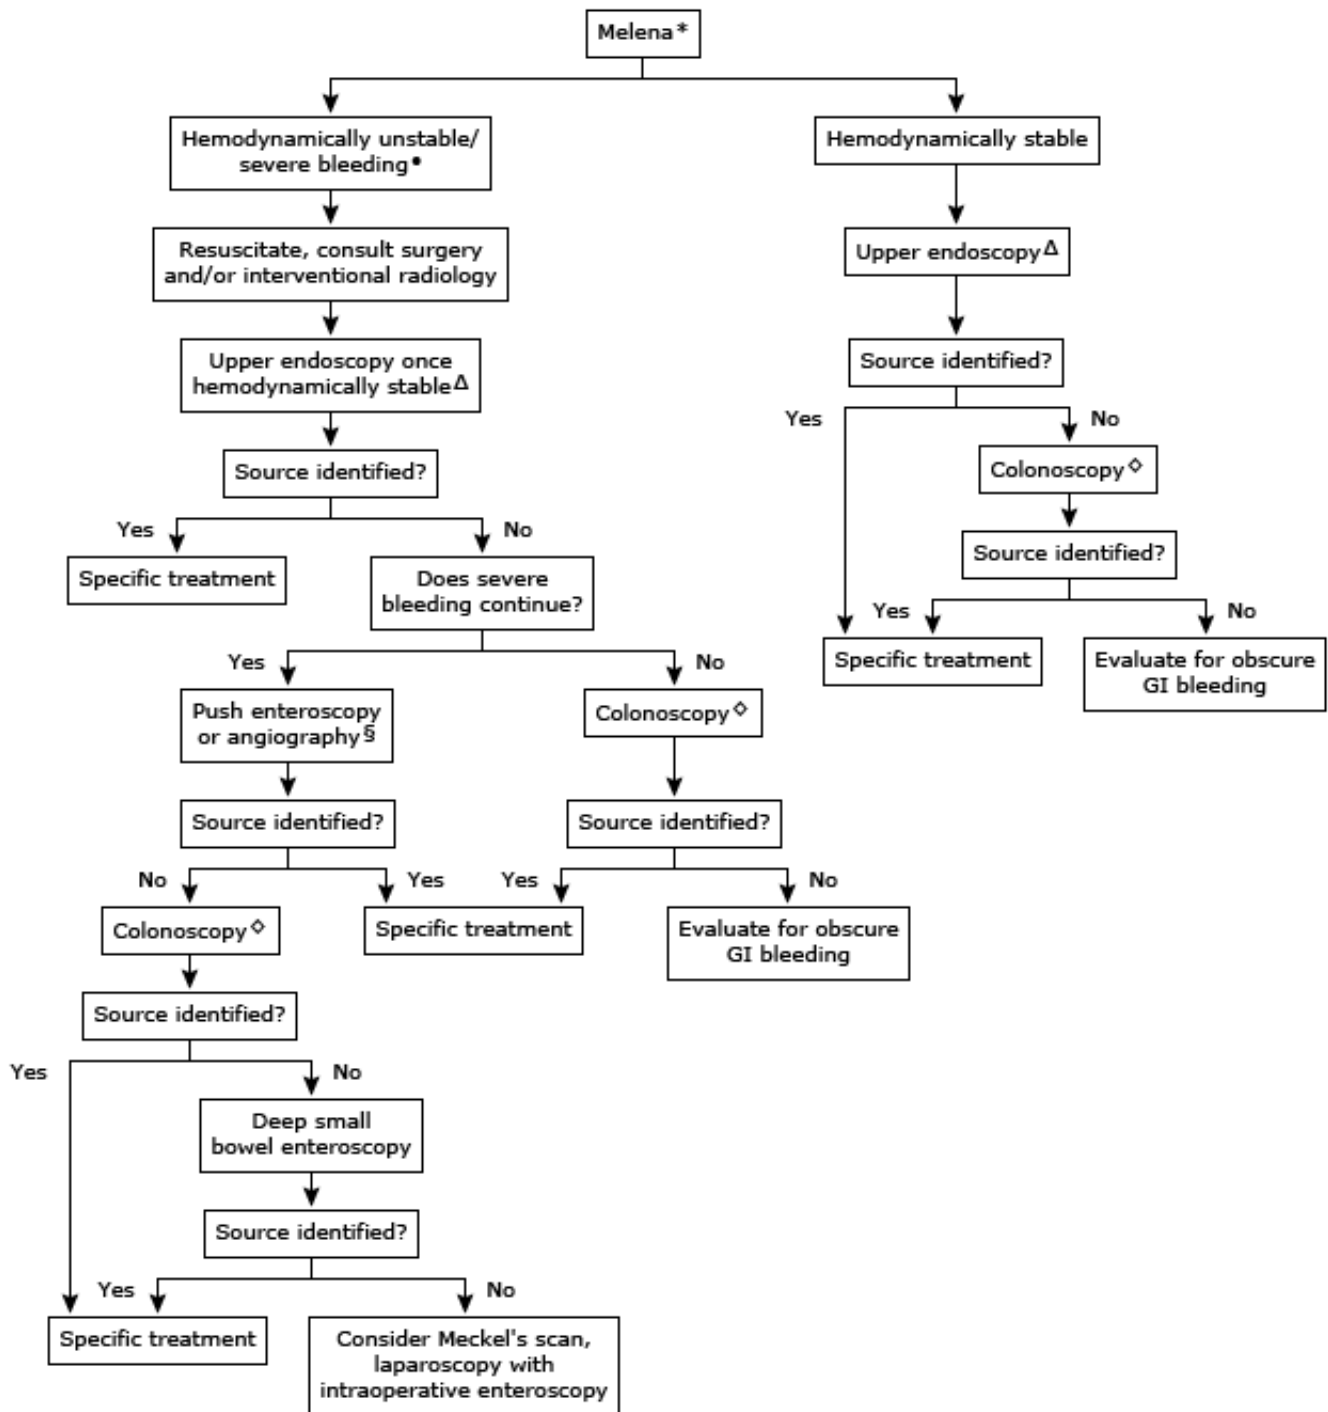 Melena*
Hemodynamically unstable/
severe bleeding•
Hemodynamically stable
Resuscitate, consult surgery
and/or interventional radiology
Upper endoscopyΔ
Upper endoscopy once
hemodynamically stableΔ
Source identified?
Yes
No
Source identified?
Colonoscopy◇
Yes
No
Source identified?
Specific treatment
Does severe
bleeding continue?
Yes
No
Specific treatment
Evaluate for obscure
GI bleeding
Yes
No
Push enteroscopy
or angiography§
Colonoscopy◇
Source identified?
Source identified?
No
Yes
Yes
No
Colonoscopy◇
Specific treatment
Evaluate for obscure
GI bleeding
Source identified?
Yes
No
Deep small
bowel enteroscopy
Source identified?
Yes
No
Specific treatment
Consider Meckel's scan,
laparoscopy with
intraoperative enteroscopy